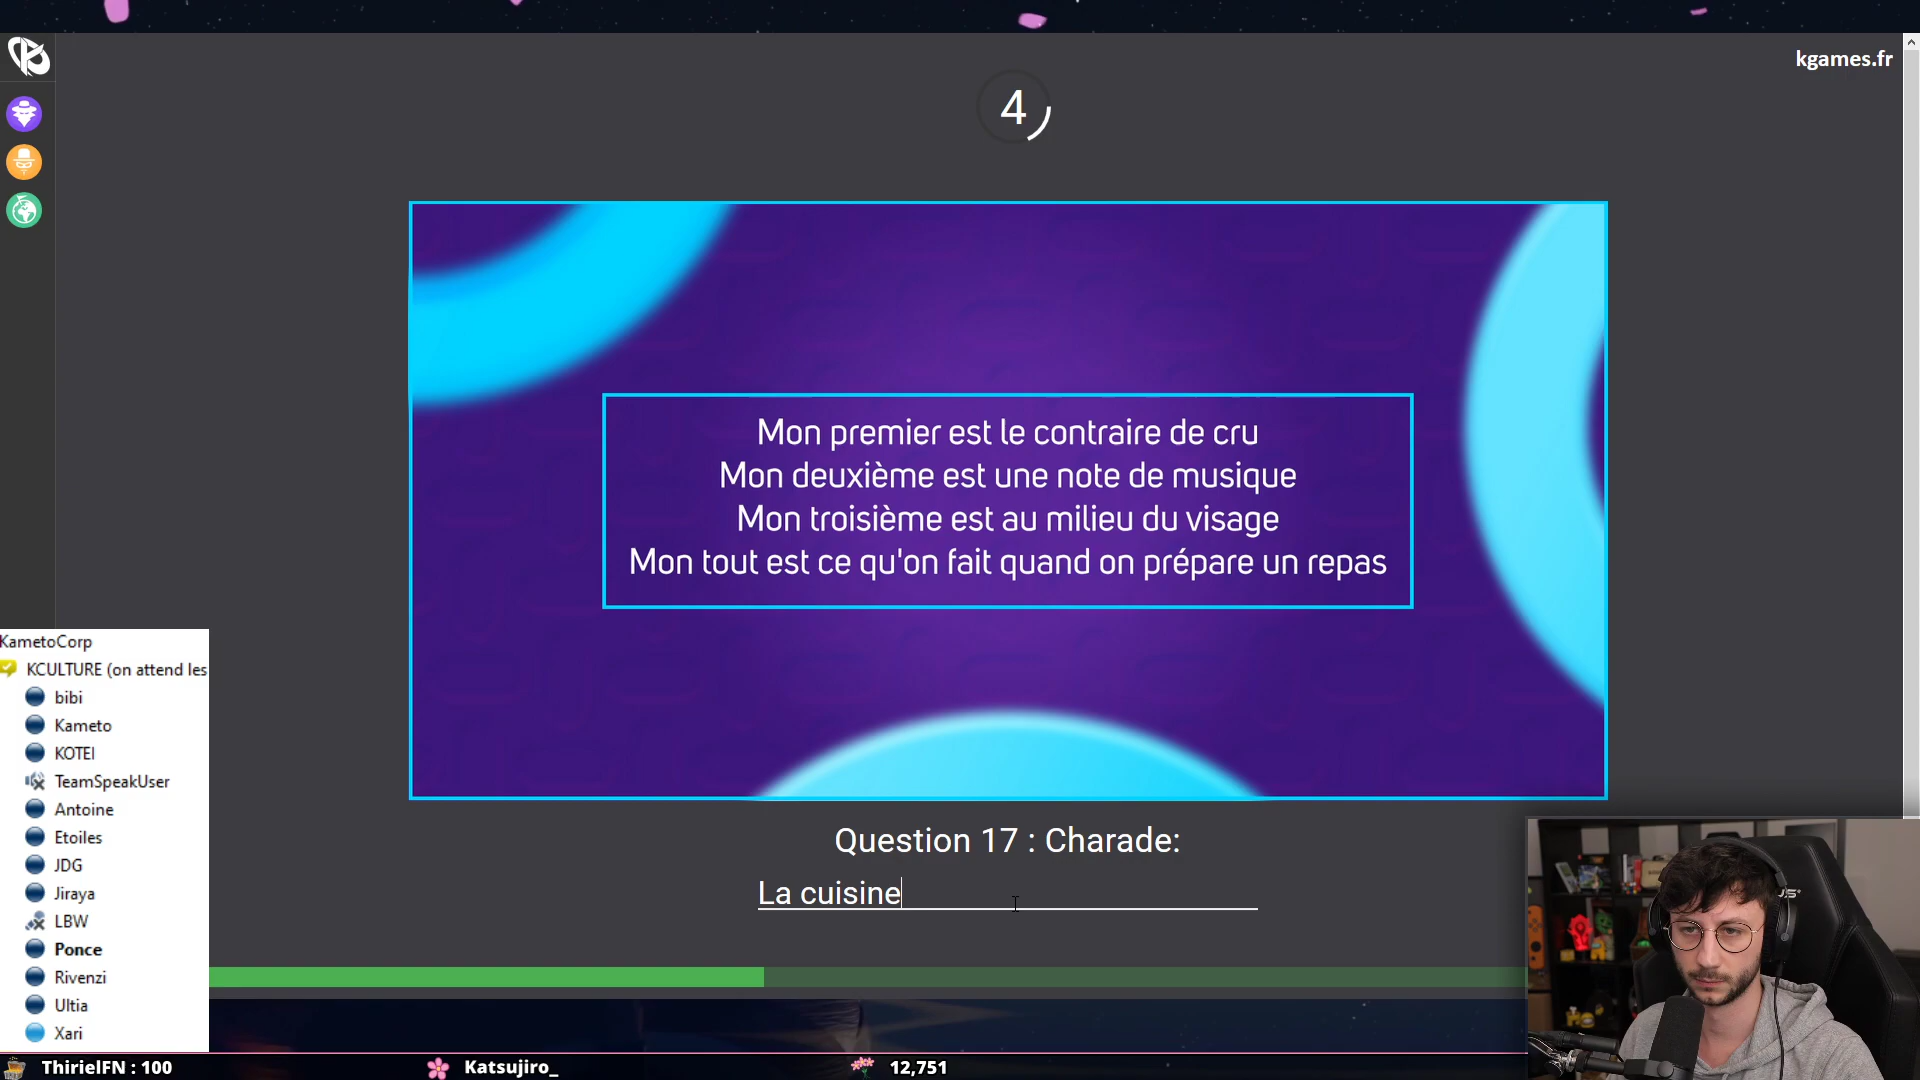 kgames.fr
4
Mon premier est le contraire de cru
Mon deuxième est une note de musique
Mon troisième est au milieu du visage
Mon tout est ce qu'on fait quand on prépare un repas
Question 17 : Charade:
La cuisine
KametoCorp
KCULTURE (on attend les
bibi
Kameto
KOTEI
TeamSpeakUser
Antoine
Etoiles
JDG
Jiraya
LBW
Ponce
Rivenzi
Ultia
Xari
ThirielFN : 100
Katsujiro_
12,751